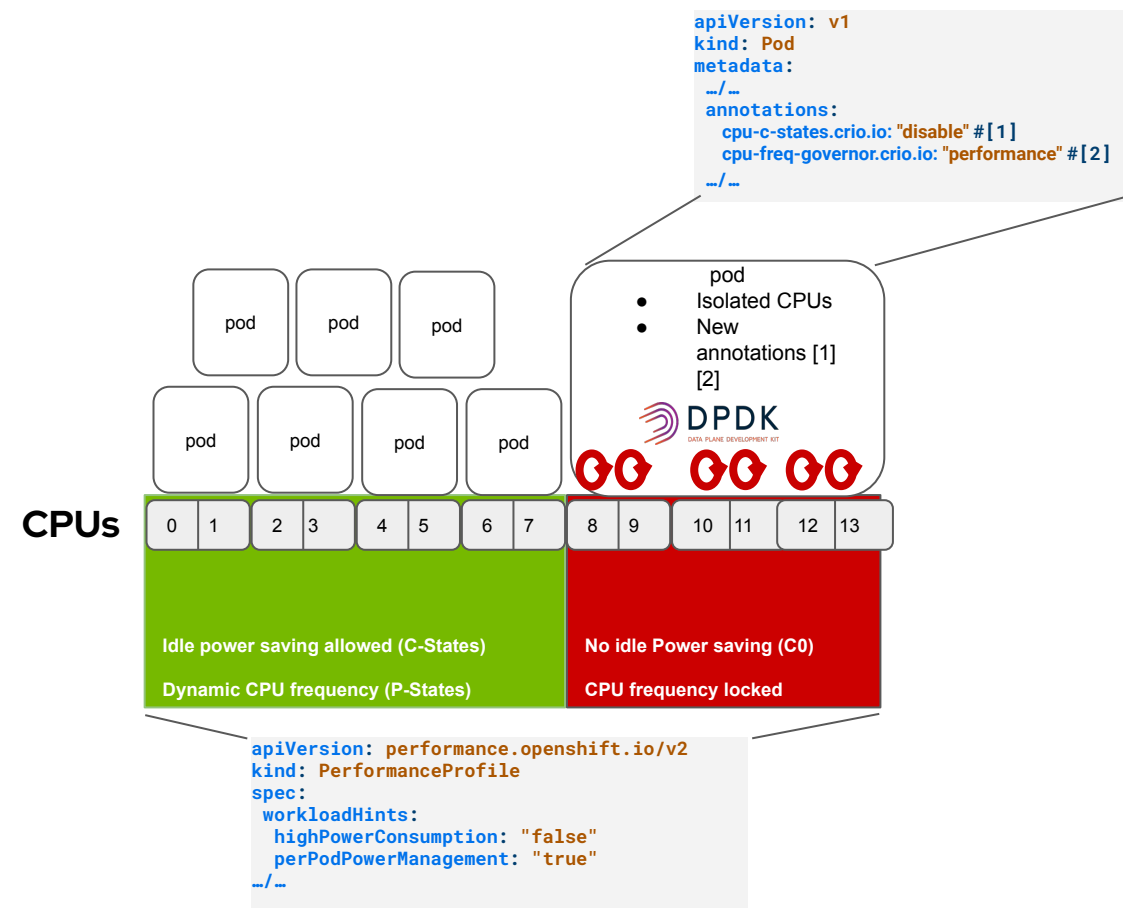 apiVersion: v1
kind: Pod
metadata:
…/…
annotations:
cpu-c-states.crio.io: "disable" #[1]
cpu-freq-governor.crio.io: "performance" #[2]
…/…
pod
● Isolated CPUs
● New
annotations [1]
[2]
DPDK
DATA PLANE DEVELOPMENT KIT
pod pod pod
pod pod pod pod
CPUs 0 1 2 3 4 5 6 7 8 9 10 11 12 13
Idle power saving allowed (C-States)
Dynamic CPU frequency (P-States)
No idle Power saving (C0)
CPU frequency locked
apiVersion: performance.openshift.io/v2
kind: PerformanceProfile
spec:
workloadHints:
highPowerConsumption: "false"
perPodPowerManagement: "true"
…/…